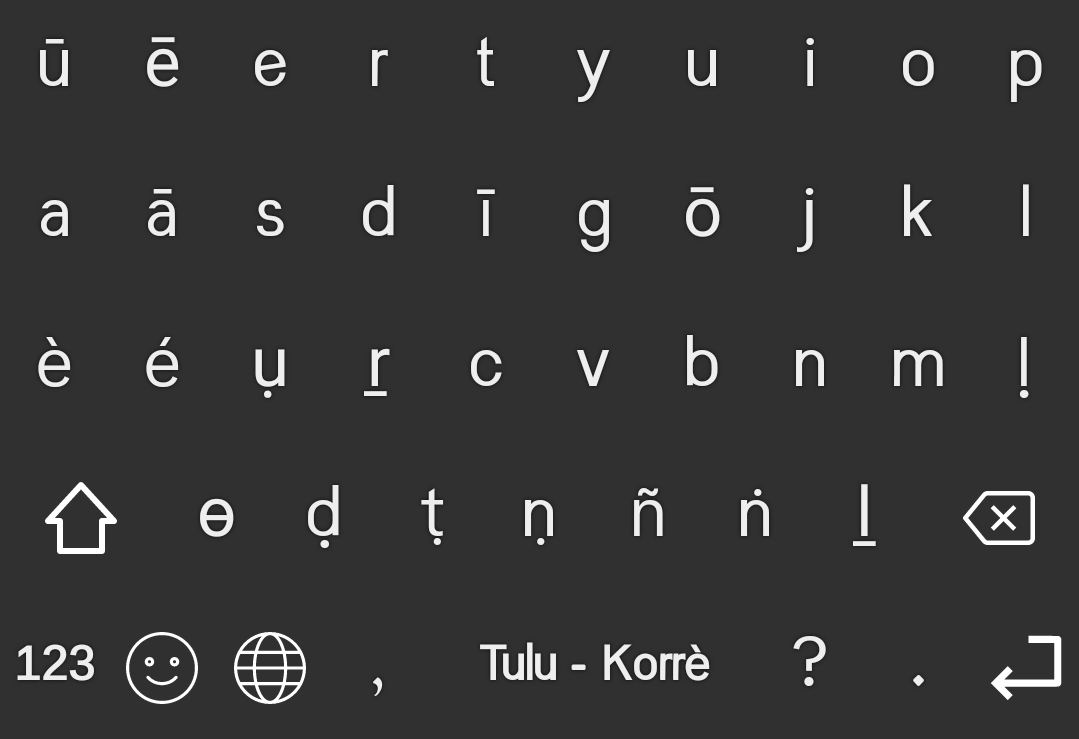 ū ē e r t y u i o p
a ā s d ī g ō j k l
è é ụ ṟ c v b n m ḷ
ɵ ḍ ṭ ṇ ñ ṅ ḻ
123 , Tulu - Korrè ? .